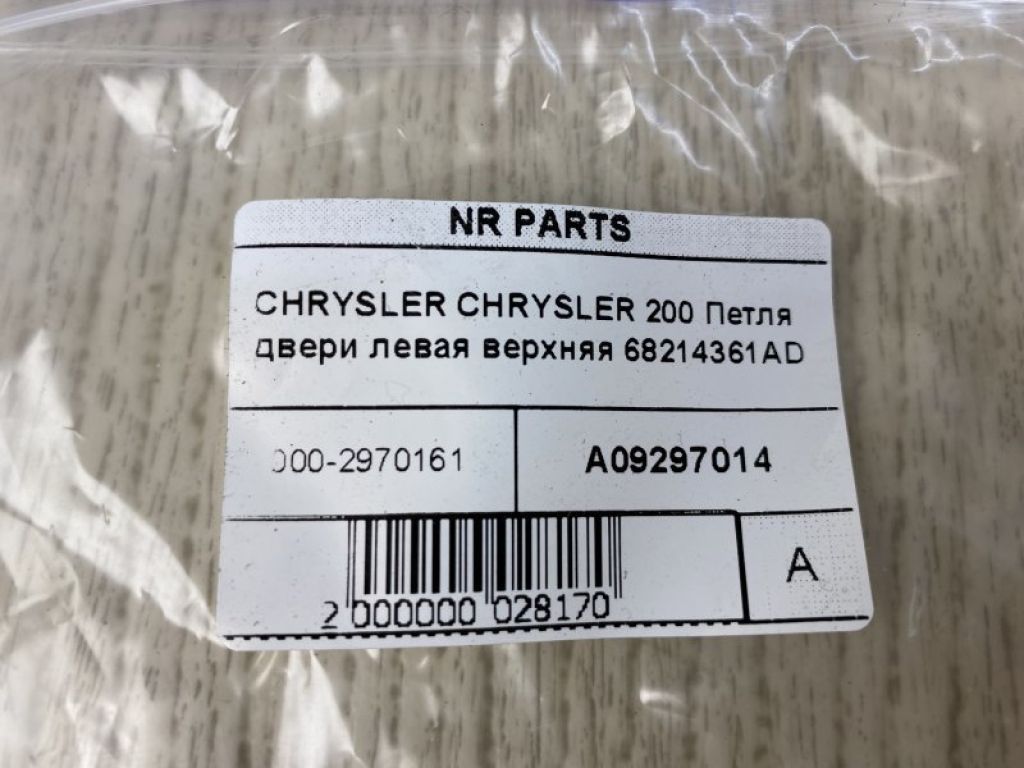 NR PARTS
CHRYSLER CHRYSLER 200 Петля
двери левая верхняя 68214361AD
000-2970161
A09297014
A
2 000000 028170